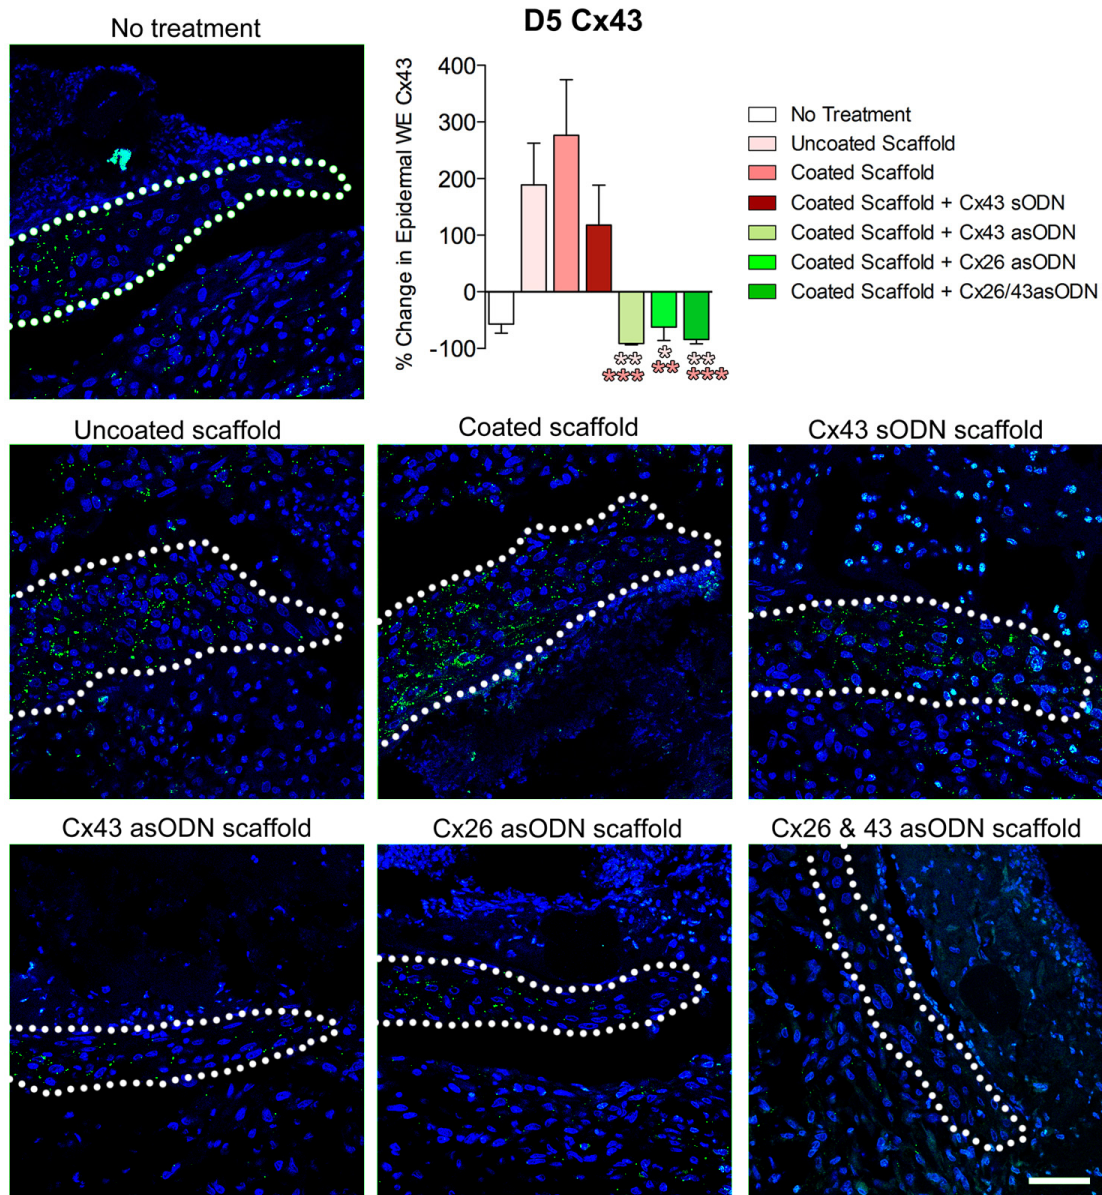 No treatment
D5 Cx43
% Change in Epidermal WE Cx43
400
300
200
100
0
-100
**
***
*
**
**
***
No Treatment
Uncoated Scaffold
Coated Scaffold
Coated Scaffold + Cx43 sODN
Coated Scaffold + Cx43 asODN
Coated Scaffold + Cx26 asODN
Coated Scaffold + Cx26/43asODN
Uncoated scaffold
Coated scaffold
Cx43 sODN scaffold
Cx43 asODN scaffold
Cx26 asODN scaffold
Cx26 & 43 asODN scaffold